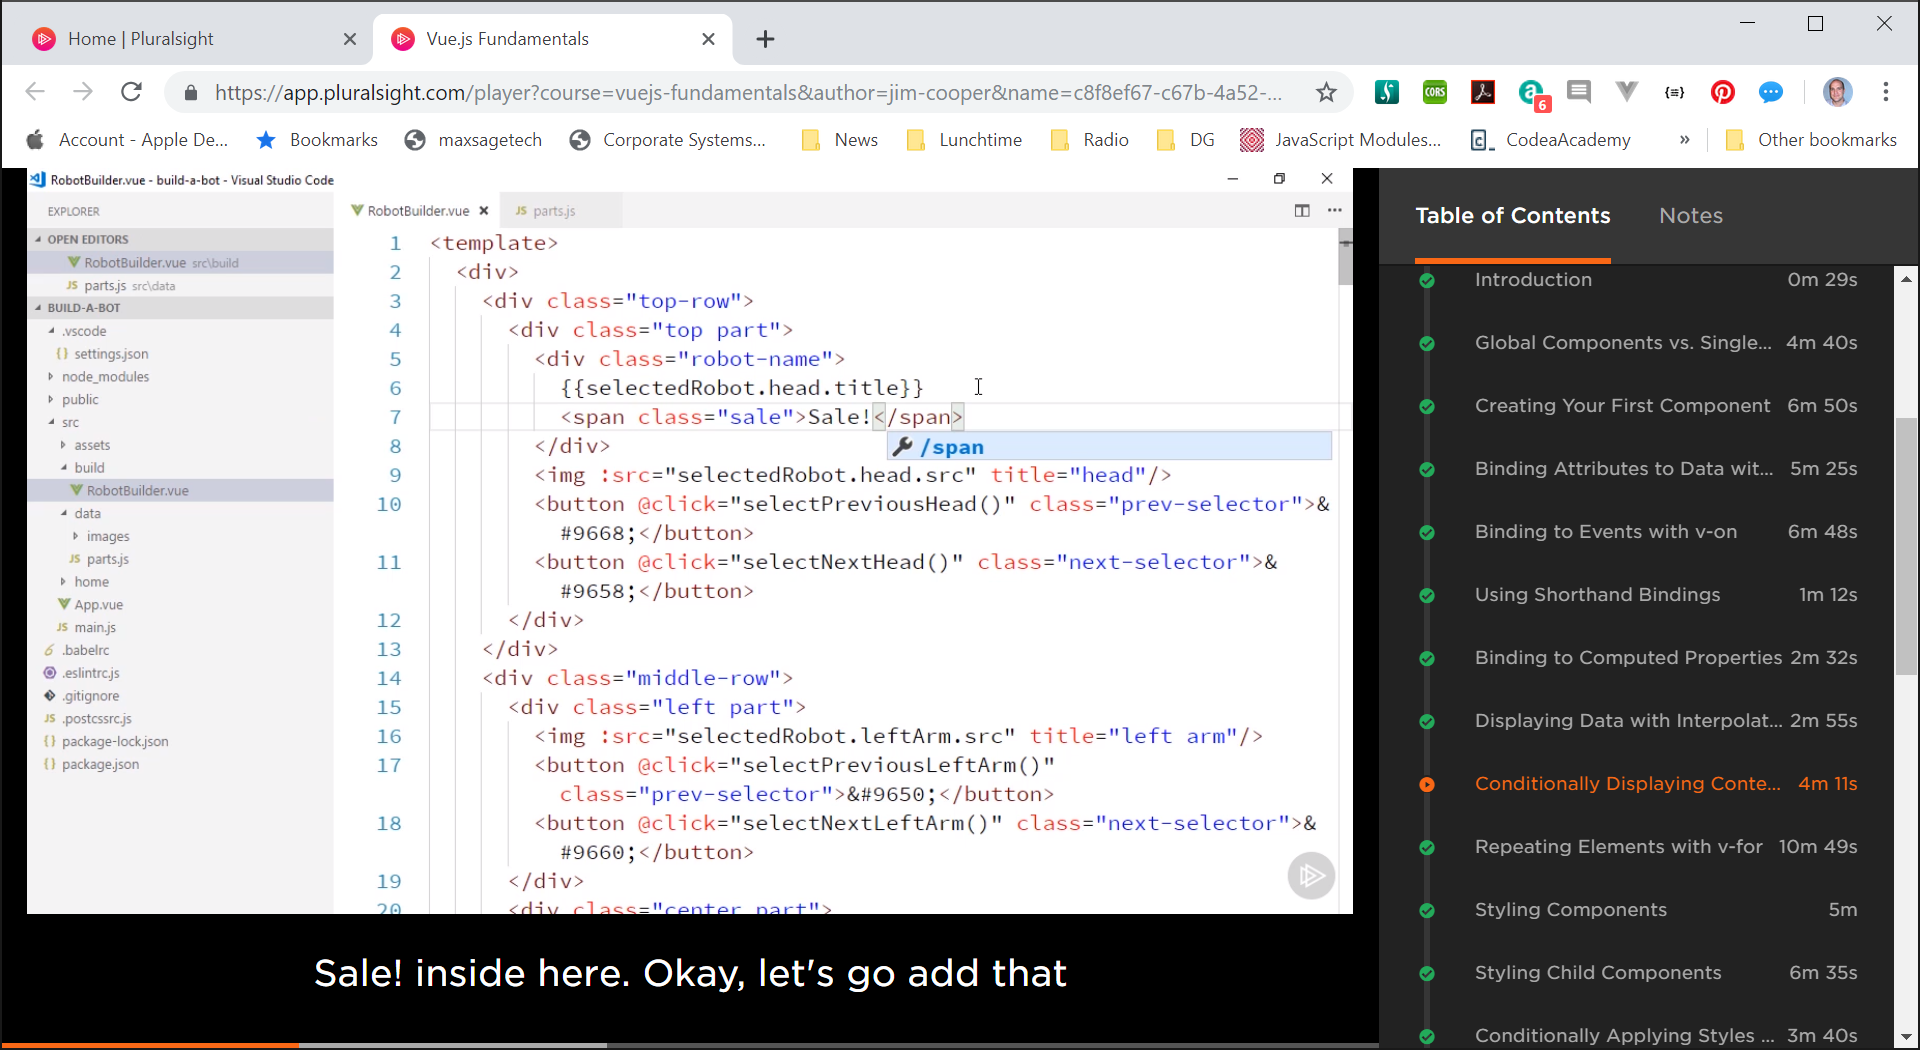 Home | Pluralsight
Vue.js Fundamentals
https://app.pluralsight.com/player?course=vuejs-fundamentals&author=jim-cooper&name=c8f8ef67-c67b-4a52-...
CORS
6
{≡}
Account - Apple De...
Bookmarks
maxsagetech
Corporate Systems...
News
Lunchtime
Radio
DG
JavaScript Modules...
CodeaAcademy
»
Other bookmarks
RobotBuilder.vue - build-a-bot - Visual Studio Code
EXPLORER
OPEN EDITORS
RobotBuilder.vue src\build
JS parts.js src\data
BUILD-A-BOT
.vscode
{} settings.json
node_modules
public
src
assets
build
RobotBuilder.vue
data
images
JS parts.js
home
App.vue
JS main.js
.babelrc
.eslintrc.js
.gitignore
JS .postcssrc.js
{} package-lock.json
{} package.json
RobotBuilder.vue
JS parts.js
1 <template>
2 <div>
3 <div class="top-row">
4 <div class="top part">
5 <div class="robot-name">
6 {{selectedRobot.head.title}}
7 <span class="sale">Sale!</span>
/span
8 </div>
9 <img :src="selectedRobot.head.src" title="head"/>
10 <button @click="selectPreviousHead()" class="prev-selector">&
#9668;</button>
11 <button @click="selectNextHead()" class="next-selector">&
#9658;</button>
12 </div>
13 </div>
14 <div class="middle-row">
15 <div class="left part">
16 <img :src="selectedRobot.leftArm.src" title="left arm"/>
17 <button @click="selectPreviousLeftArm()"
class="prev-selector">&#9650;</button>
18 <button @click="selectNextLeftArm()" class="next-selector">&
#9660;</button>
19 </div>
20 <div class="center part">
Sale! inside here. Okay, let's go add that
Table of Contents
Notes
Introduction 0m 29s
Global Components vs. Single... 4m 40s
Creating Your First Component 6m 50s
Binding Attributes to Data wit... 5m 25s
Binding to Events with v-on 6m 48s
Using Shorthand Bindings 1m 12s
Binding to Computed Properties 2m 32s
Displaying Data with Interpolat... 2m 55s
Conditionally Displaying Conte... 4m 11s
Repeating Elements with v-for 10m 49s
Styling Components 5m
Styling Child Components 6m 35s
Conditionally Applying Styles ... 3m 40s